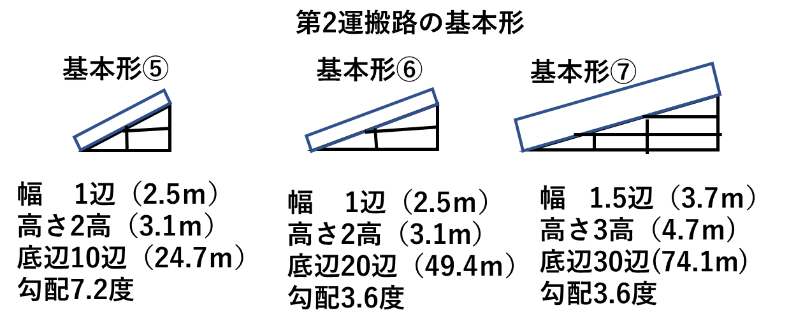 第2運搬路の基本形
基本形⑤
幅　1辺（2.5m）
高さ2高（3.1m）
底辺10辺（24.7m）
勾配7.2度
基本形⑥
幅　1辺（2.5m）
高さ2高（3.1m）
底辺20辺（49.4m）
勾配3.6度
基本形⑦
幅　1.5辺（3.7m）
高さ3高（4.7m）
底辺30辺(74.1m)
勾配3.6度